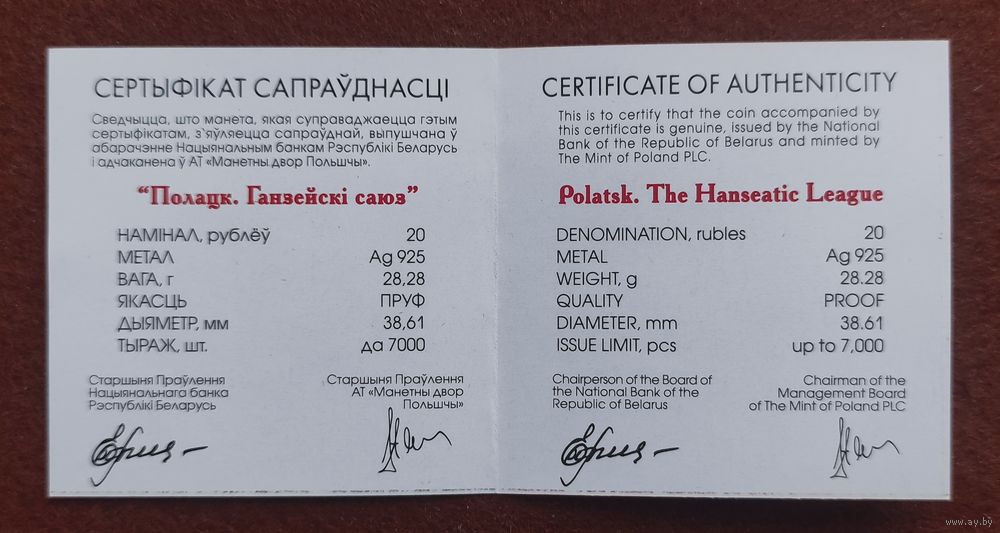 СЕРТЫФІКАТ САПРАЎДНАСЦІ
Сведчыцца, што манета, якая суправаджаецца гэтым
сертыфікатам, з`яўляецца сапраўднай, выпушчана ў
абарачэнне Нацыянальным банкам Рэспублікі Беларусь
і адчаканена ў АТ «Манетны двор Польшчы».
“Полацк. Ганзейскі саюз”
НАМІНАЛ, рублёў 20
МЕТАЛ Ag 925
ВАГА, г 28,28
ЯКАСЦЬ ПРУФ
ДЫЯМЕТР, мм 38,61
ТЫРАЖ, шт. да 7000
Старшыня Праўлення
Нацыянальнага банка
Рэспублікі Беларусь
Старшыня Праўлення
АТ «Манетны двор
Польшчы»
CERTIFICATE OF AUTHENTICITY
This is to certify that the coin accompanied by
this certificate is genuine, issued by the National
Bank of the Republic of Belarus and minted by
The Mint of Poland PLC.
Polatsk. The Hanseatic League
DENOMINATION, rubles 20
METAL Ag 925
WEIGHT, g 28.28
QUALITY PROOF
DIAMETER, mm 38.61
ISSUE LIMIT, pcs up to 7,000
Chairperson of the Board of
the National Bank of the
Republic of Belarus
Chairman of the
Management Board
of The Mint of Poland PLC
www.ay.by